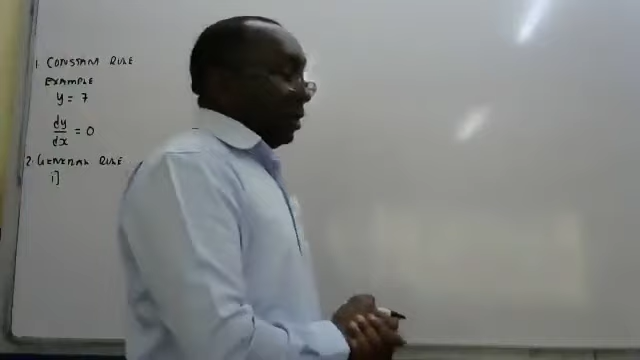 1. CONSTANT RULE
EXAMPLE
y = 7
dy/dx = 0
2. GENERAL RULE
i]